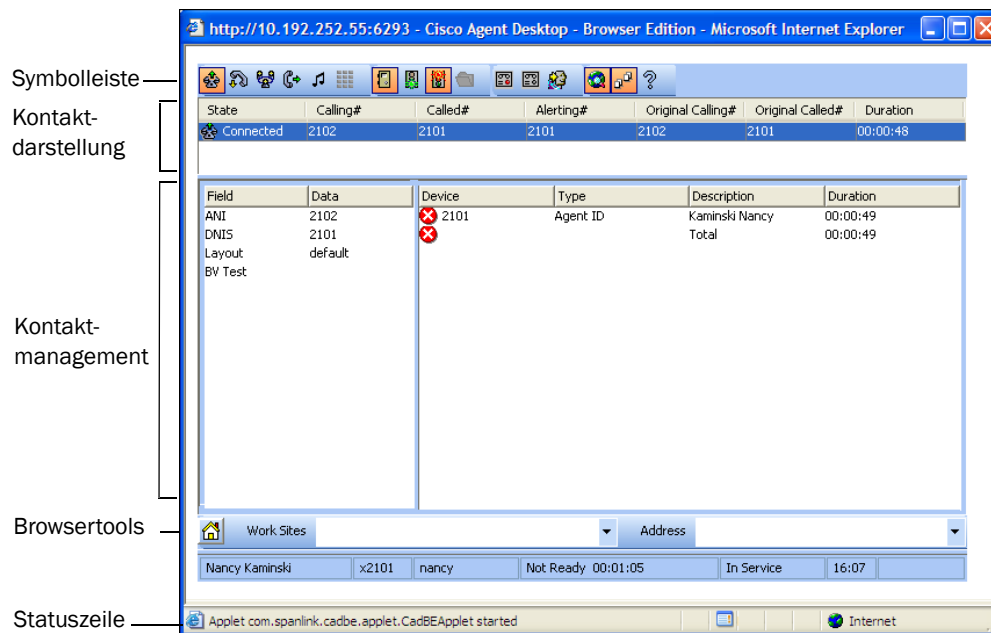 http://10.192.252.55:6293 - Cisco Agent Desktop - Browser Edition - Microsoft Internet Explorer
Symbolleiste
Kontakt-
darstellung
State Calling# Called# Alerting# Original Calling# Original Called# Duration
Connected 2102 2101 2101 2102 2101 00:00:48
Kontakt-
management
Field Data Device Type Description Duration
ANI 2102 2101 Agent ID Kaminski Nancy 00:00:49
DNIS 2101 Total 00:00:49
Layout default
BV Test
Browsertools
Work Sites Address
Nancy Kaminski x2101 nancy Not Ready 00:01:05 In Service 16:07
Statuszeile
Applet com.spanlink.cadbe.applet.CadBEApplet started Internet